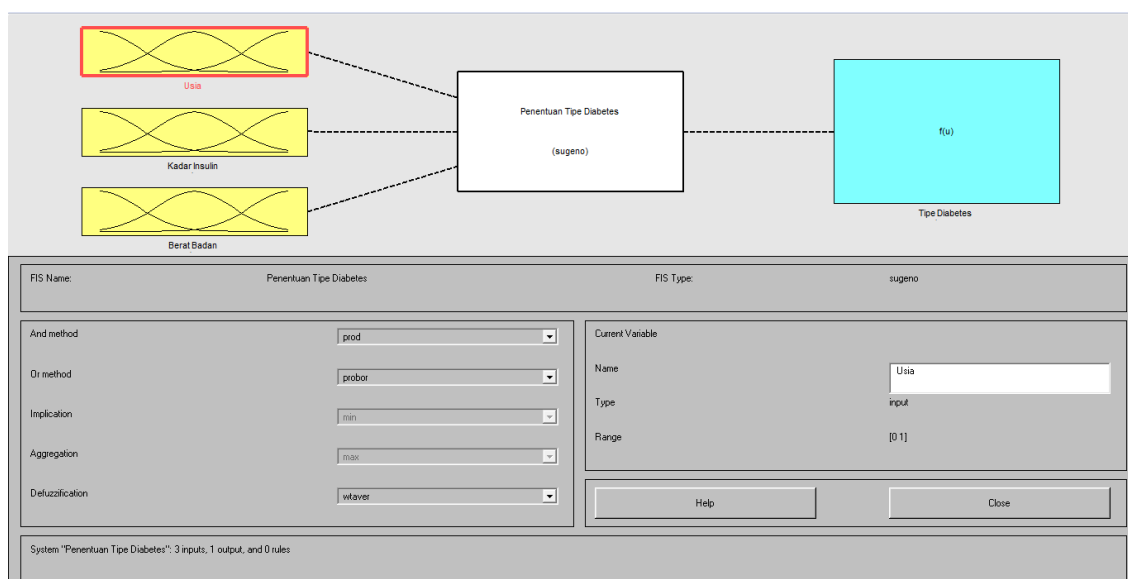 Usia
Kadar Insulin
Berat Badan
Penentuan Tipe Diabetes
(sugeno)
f(u)
Tipe Diabetes
FIS Name: Penentuan Tipe Diabetes FIS Type: sugeno
And method prod
Or method probor
Implication min
Aggregation max
Defuzzification wtaver
Current Variable
Name Usia
Type input
Range [0 1]
Help Close
System "Penentuan Tipe Diabetes": 3 inputs, 1 output, and 0 rules